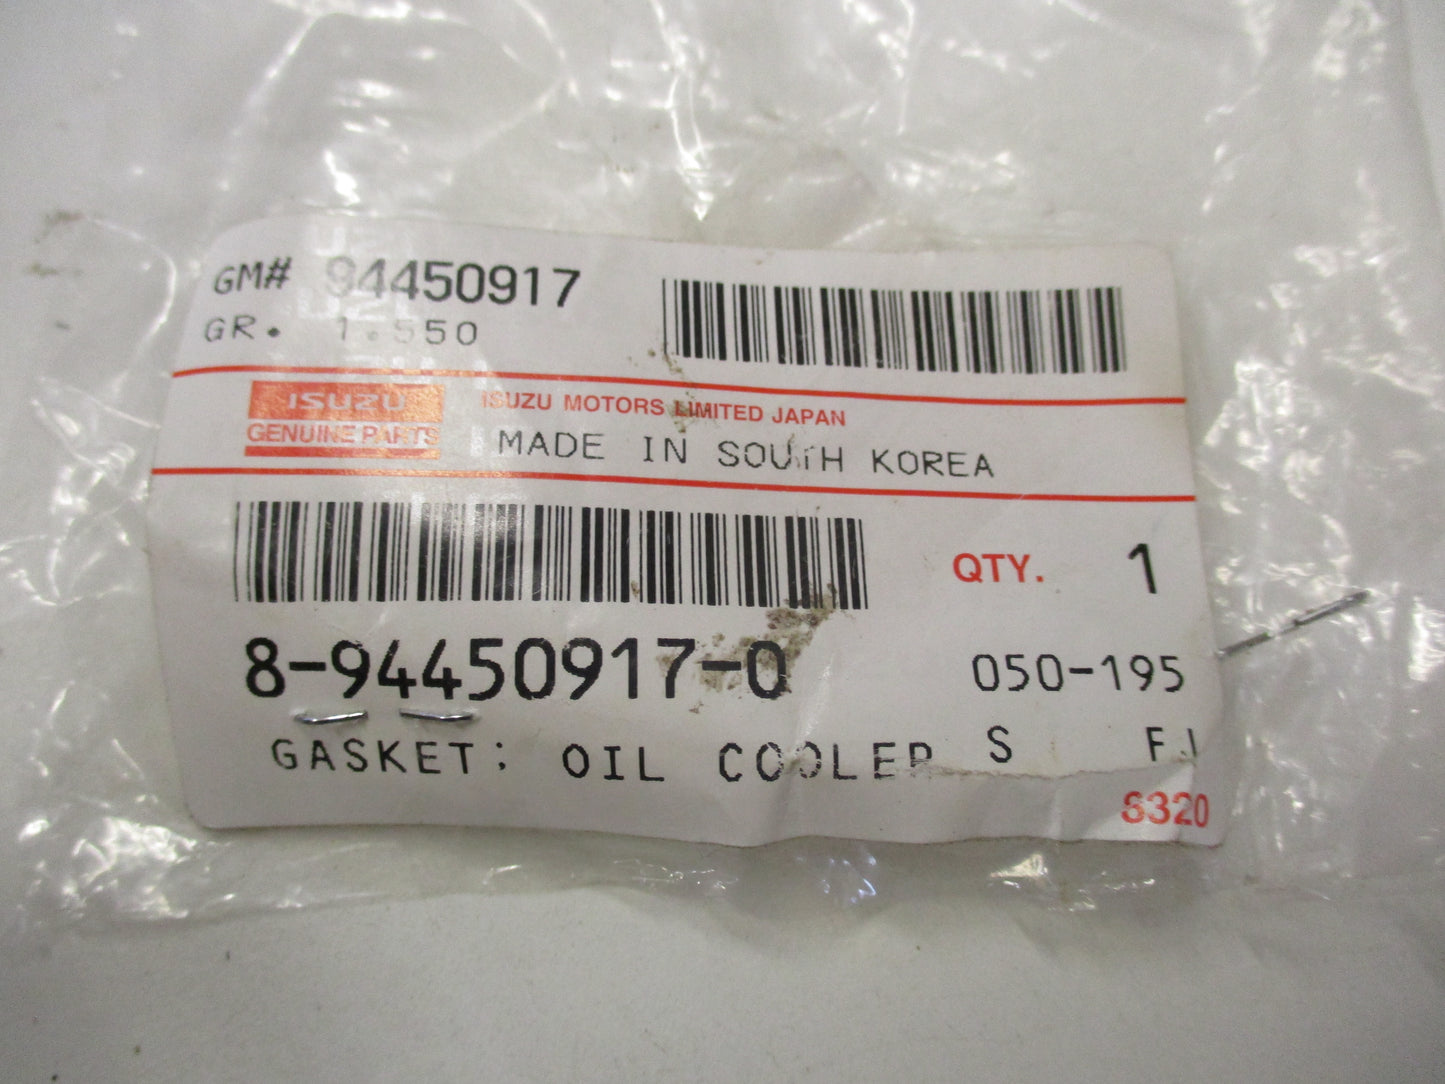 GM# 94450917
GR. 1.550
ISUZU
GENUINE PARTS
ISUZU MOTORS LIMITED JAPAN
MADE IN SOUTH KOREA
QTY. 1
8-94450917-0
050-195
GASKET: OIL COOLER
S
6320